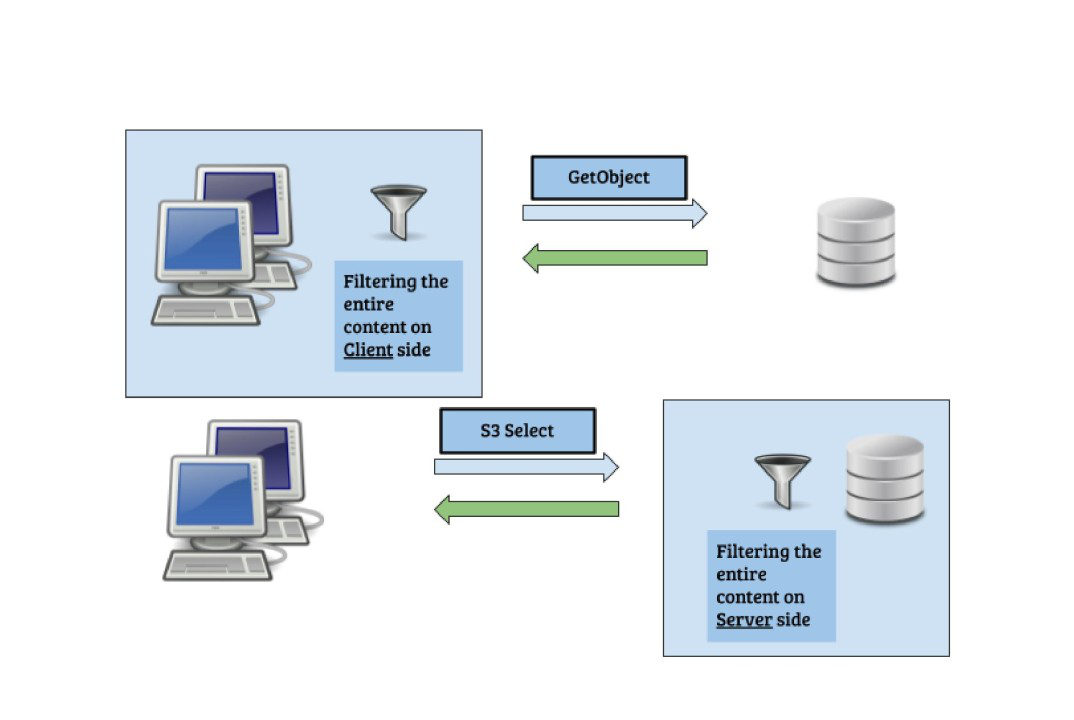 GetObject
Filtering the
entire
content on
Client side
S3 Select
Filtering the
entire
content on
Server side